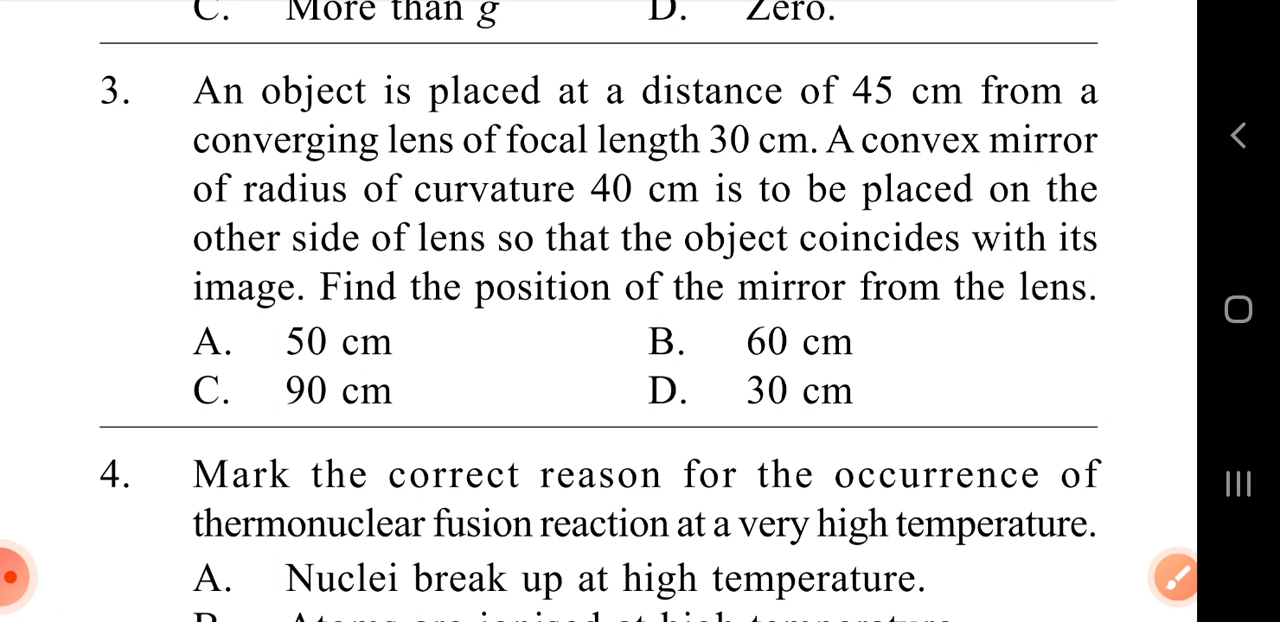 C. More than g D. Zero.
3. An object is placed at a distance of 45 cm from a
converging lens of focal length 30 cm. A convex mirror
of radius of curvature 40 cm is to be placed on the
other side of lens so that the object coincides with its
image. Find the position of the mirror from the lens.
A. 50 cm B. 60 cm
C. 90 cm D. 30 cm
4. Mark the correct reason for the occurrence of
thermonuclear fusion reaction at a very high temperature.
A. Nuclei break up at high temperature.